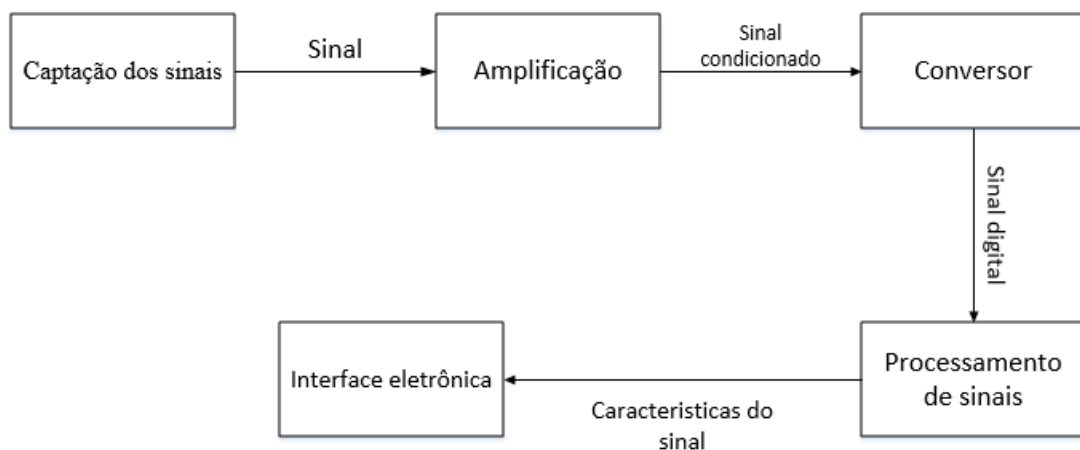 Captação dos sinais
Sinal
Amplificação
Sinal
condicionado
Conversor
Sinal digital
Processamento
de sinais
Caracteristicas do
sinal
Interface eletrônica